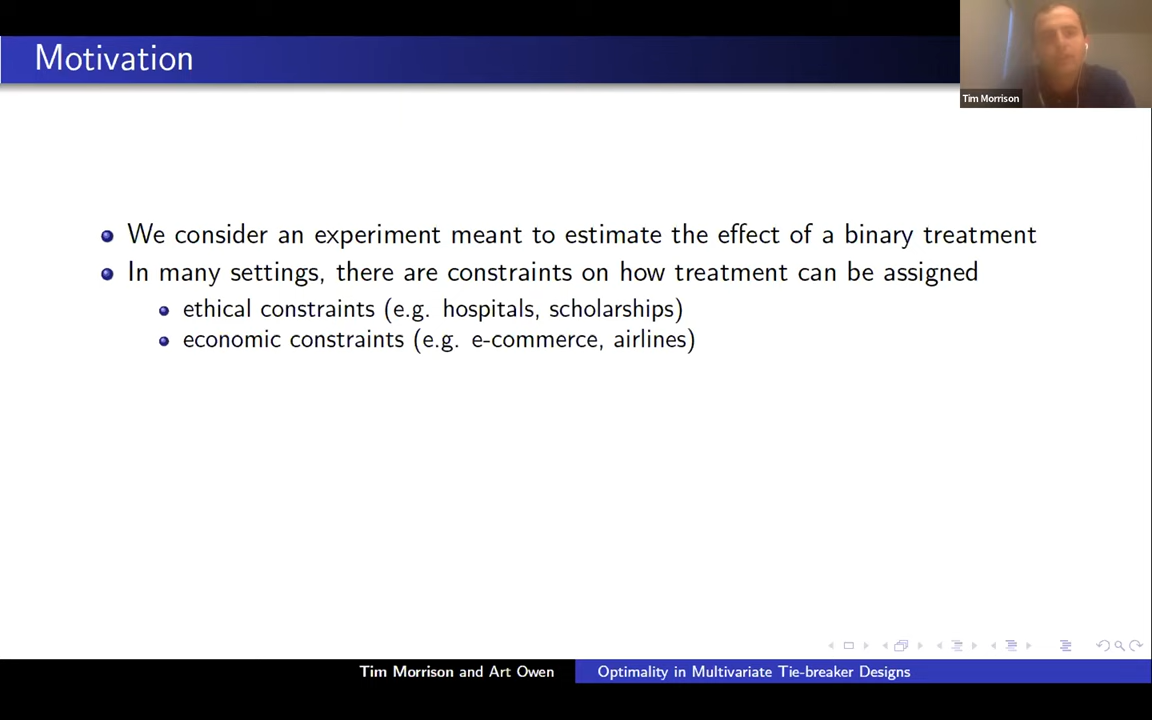 Motivation
Tim Morrison
We consider an experiment meant to estimate the effect of a binary treatment
In many settings, there are constraints on how treatment can be assigned
ethical constraints (e.g. hospitals, scholarships)
economic constraints (e.g. e-commerce, airlines)
Tim Morrison and Art Owen
Optimality in Multivariate Tie-breaker Designs